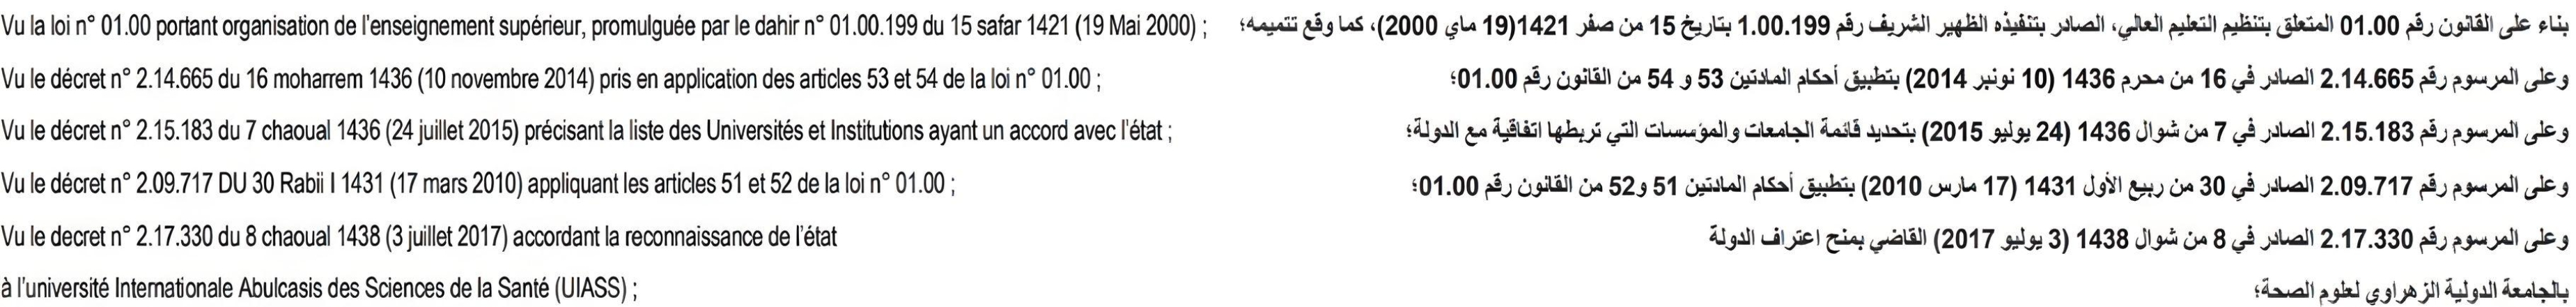 Vu la loi n° 01.00 portant organisation de l'enseignement supérieur, promulguée par le dahir n° 01.00.199 du 15 safar 1421 (19 Mai 2000) ;
Vu le décret n° 2.14.665 du 16 moharrem 1436 (10 novembre 2014) pris en application des articles 53 et 54 de la loi n° 01.00 ;
Vu le décret n° 2.15.183 du 7 chaoual 1436 (24 juillet 2015) précisant la liste des Universités et Institutions ayant un accord avec l'état ;
Vu le décret n° 2.09.717 DU 30 Rabii I 1431 (17 mars 2010) appliquant les articles 51 et 52 de la loi n° 01.00 ;
Vu le decret n° 2.17.330 du 8 chaoual 1438 (3 juillet 2017) accordant la reconnaissance de l'état
à l'université Internationale Abulcasis des Sciences de la Santé (UIASS) ;
بناء على القانون رقم 01.00 المتعلق بتنظيم التعليم العالي، الصادر بتنفيذه الظهير الشريف رقم 1.00.199 بتاريخ 15 من صفر 1421(19 ماي 2000)، كما وقع تتميمه؛
وعلى المرسوم رقم 2.14.665 الصادر في 16 من محرم 1436 (10 نونبر 2014) بتطبيق أحكام المادتين 53 و 54 من القانون رقم 01.00؛
وعلى المرسوم رقم 2.15.183 الصادر في 7 من شوال 1436 (24 يوليو 2015) بتحديد قائمة الجامعات والمؤسسات التي تربطها اتفاقية مع الدولة؛
وعلى المرسوم رقم 2.09.717 الصادر في 30 من ربيع الأول 1431 (17 مارس 2010) بتطبيق أحكام المادتين 51 و52 من القانون رقم 01.00؛
وعلى المرسوم رقم 2.17.330 الصادر في 8 من شوال 1438 (3 يوليو 2017) القاضي بمنح اعتراف الدولة
بالجامعة الدولية الزهراوي لعلوم الصحة؛